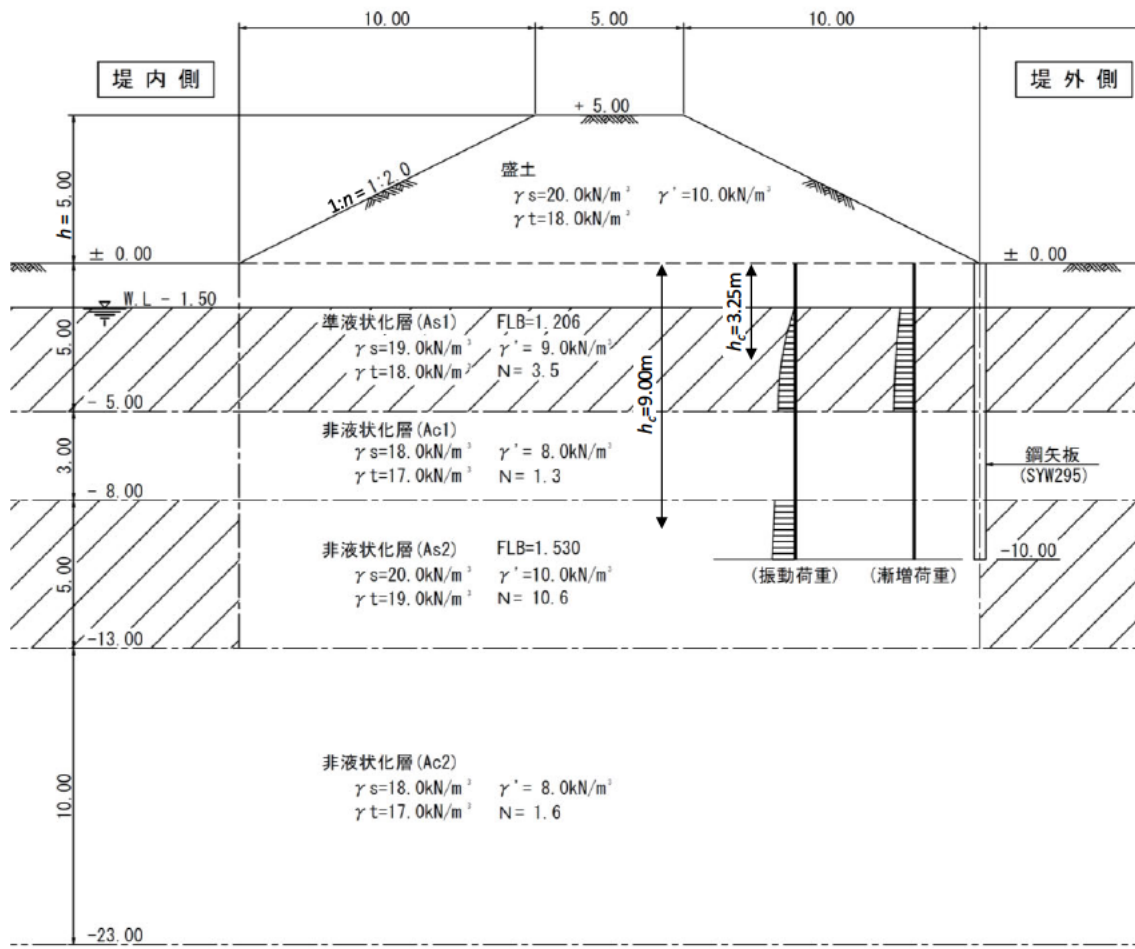 10.00
5.00
10.00
堤内側
堤外側
+ 5.00
盛土
γs=20.0kN/m³ γ'=10.0kN/m³
γt=18.0kN/m³
1:n = 1:2.0
h = 5.00
± 0.00
± 0.00
W.L - 1.50
準液状化層(As1) FLB=1.206
γs=19.0kN/m³ γ'= 9.0kN/m³
γt=18.0kN/m³ N= 3.5
hc=3.25m
hc=9.00m
5.00
- 5.00
非液状化層(Ac1)
γs=18.0kN/m³ γ'= 8.0kN/m³
γt=17.0kN/m³ N= 1.3
3.00
鋼矢板
(SYW295)
- 8.00
非液状化層(As2) FLB=1.530
γs=20.0kN/m³ γ'=10.0kN/m³
γt=19.0kN/m³ N= 10.6
5.00
-10.00
(振動荷重) (漸増荷重)
-13.00
非液状化層(Ac2)
γs=18.0kN/m³ γ'= 8.0kN/m³
γt=17.0kN/m³ N= 1.6
10.00
-23.00